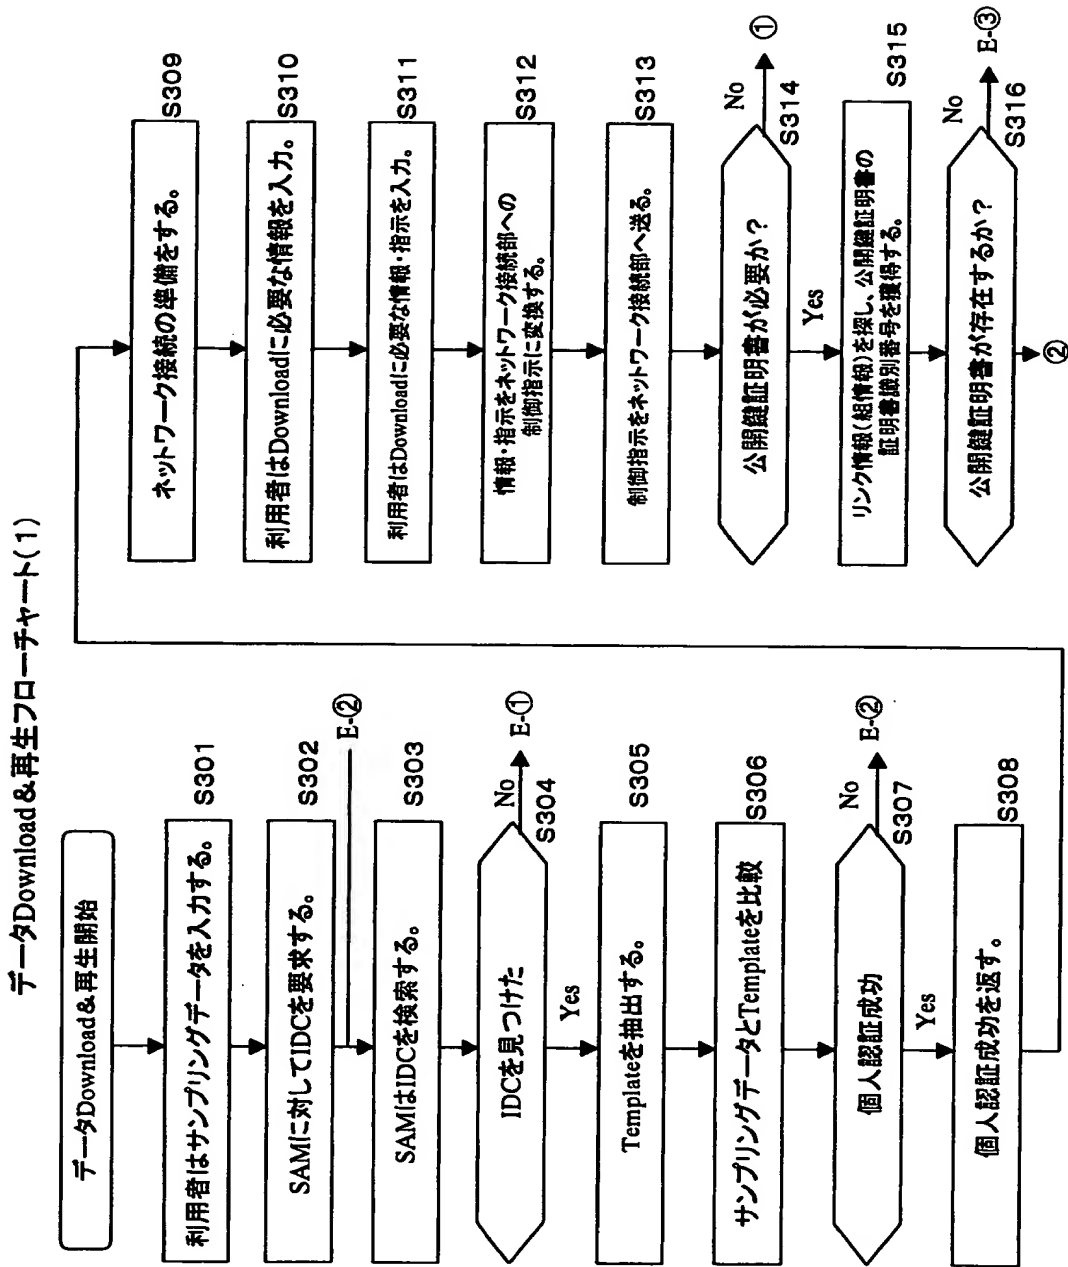 データDownload&再生フローチャート(1)
データDownload&再生開始
利用者はサンプリングデータを入力する。
S301
SAMに対してIDCを要求する。
S302
E-②
SAMはIDCを検索する。
S303
IDCを見つけた
No
E-①
S304
Yes
Templateを抽出する。
S305
サンプリングデータとTemplateを比較
S306
個人認証成功
No
E-②
S307
Yes
個人認証成功を返す。
S308
ネットワーク接続の準備をする。
S309
利用者はDownloadに必要な情報を入力。
S310
利用者はDownloadに必要な情報・指示を入力。
S311
情報・指示をネットワーク接続部への
制御指示に変換する。
S312
制御指示をネットワーク接続部へ送る。
S313
公開鍵証明書が必要か?
No
①
S314
Yes
リンク情報(組情報)を探し、公開鍵証明書の
証明書識別番号を獲得する。
S315
公開鍵証明書が存在するか?
No
E-③
S316
②